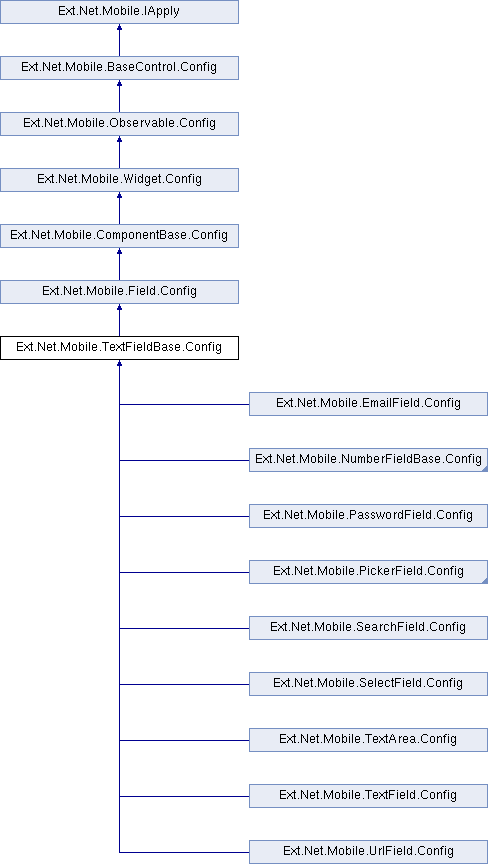 Ext.Net.Mobile.IApply
Ext.Net.Mobile.BaseControl.Config
Ext.Net.Mobile.Observable.Config
Ext.Net.Mobile.Widget.Config
Ext.Net.Mobile.ComponentBase.Config
Ext.Net.Mobile.Field.Config
Ext.Net.Mobile.TextFieldBase.Config
Ext.Net.Mobile.EmailField.Config
Ext.Net.Mobile.NumberFieldBase.Config
Ext.Net.Mobile.PasswordField.Config
Ext.Net.Mobile.PickerField.Config
Ext.Net.Mobile.SearchField.Config
Ext.Net.Mobile.SelectField.Config
Ext.Net.Mobile.TextArea.Config
Ext.Net.Mobile.TextField.Config
Ext.Net.Mobile.UrlField.Config